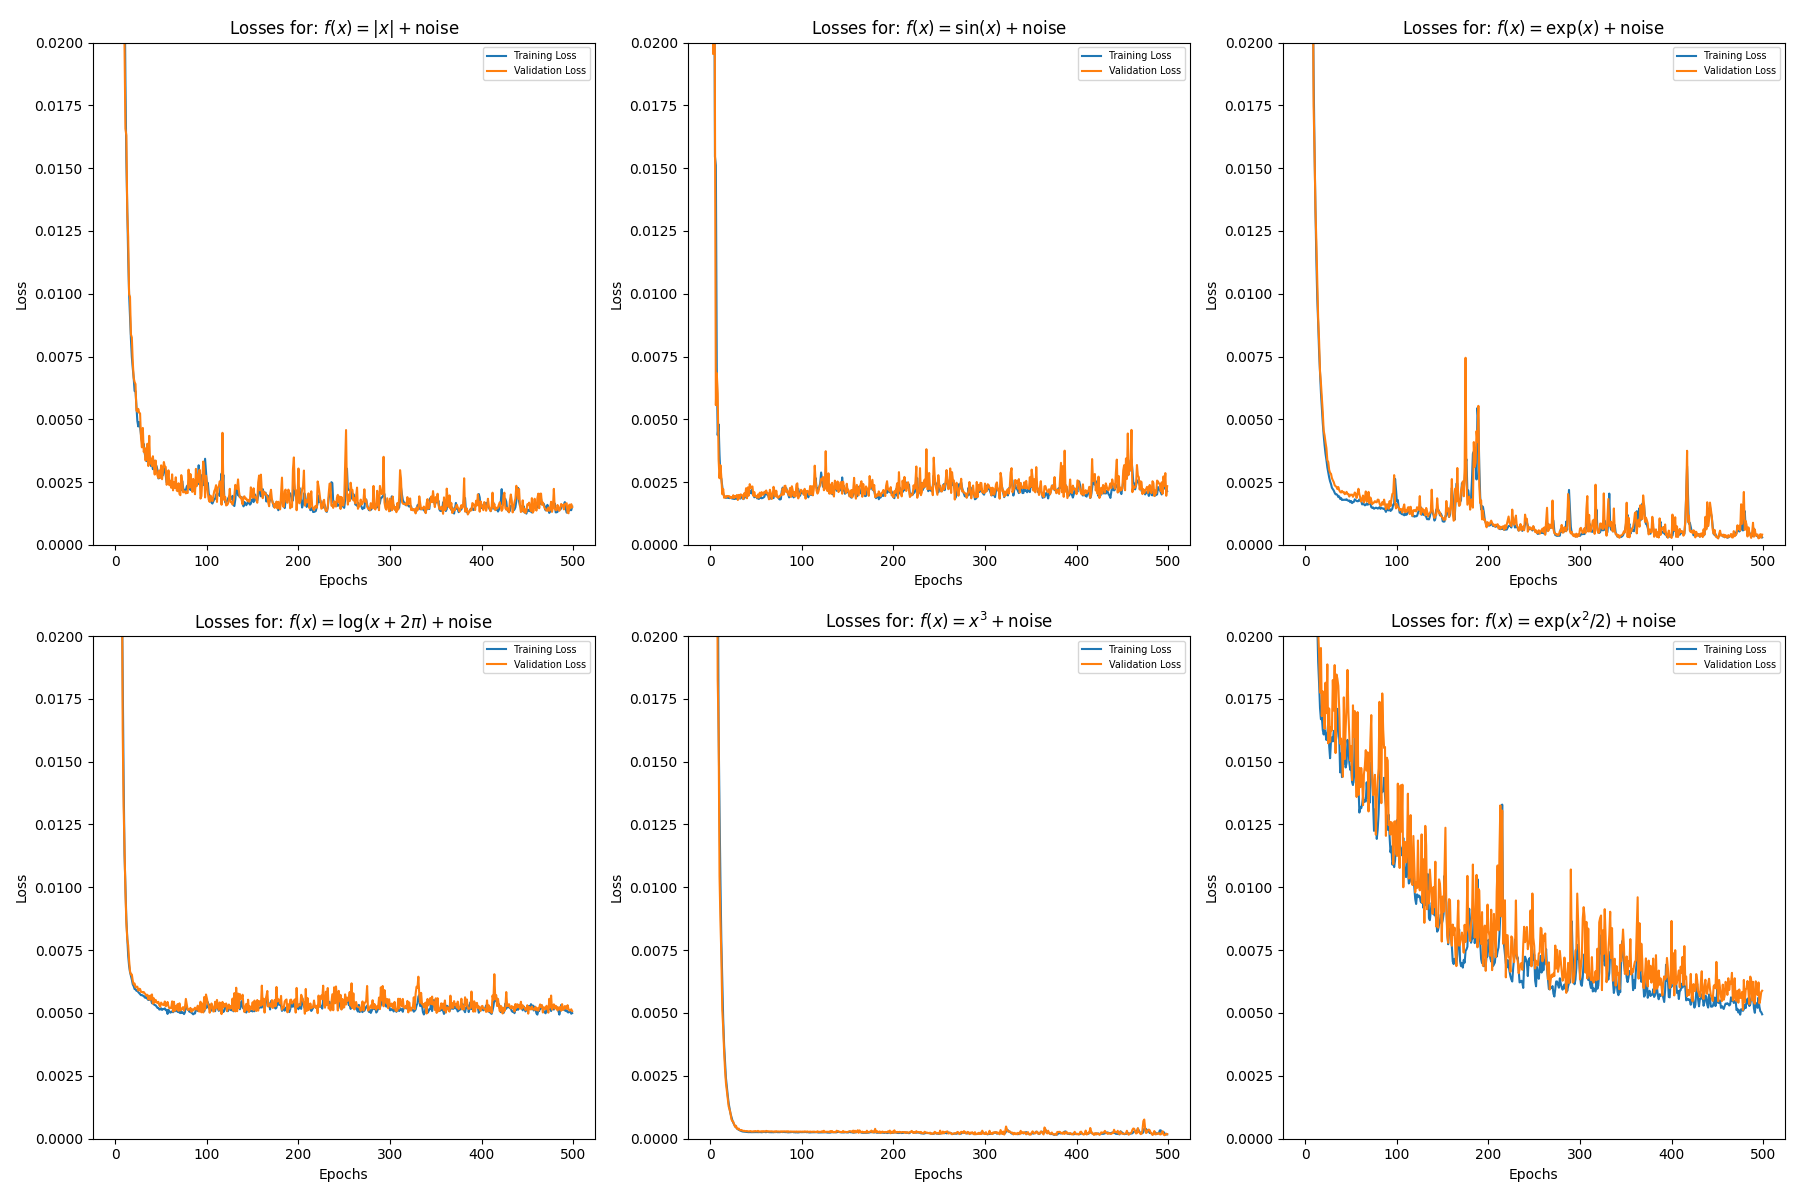 Losses for: f(x) = |x| + noise
0.0200
0.0175
0.0150
0.0125
0.0100
0.0075
0.0050
0.0025
0.0000
Loss
Training Loss
Validation Loss
0 100 200 300 400 500
Epochs
Losses for: f(x) = sin(x) + noise
0.0200
0.0175
0.0150
0.0125
0.0100
0.0075
0.0050
0.0025
0.0000
Loss
Training Loss
Validation Loss
0 100 200 300 400 500
Epochs
Losses for: f(x) = exp(x) + noise
0.0200
0.0175
0.0150
0.0125
0.0100
0.0075
0.0050
0.0025
0.0000
Loss
Training Loss
Validation Loss
0 100 200 300 400 500
Epochs
Losses for: f(x) = log(x + 2π) + noise
0.0200
0.0175
0.0150
0.0125
0.0100
0.0075
0.0050
0.0025
0.0000
Loss
Training Loss
Validation Loss
0 100 200 300 400 500
Epochs
Losses for: f(x) = x³ + noise
0.0200
0.0175
0.0150
0.0125
0.0100
0.0075
0.0050
0.0025
0.0000
Loss
Training Loss
Validation Loss
0 100 200 300 400 500
Epochs
Losses for: f(x) = exp(x²/2) + noise
0.0200
0.0175
0.0150
0.0125
0.0100
0.0075
0.0050
0.0025
0.0000
Loss
Training Loss
Validation Loss
0 100 200 300 400 500
Epochs